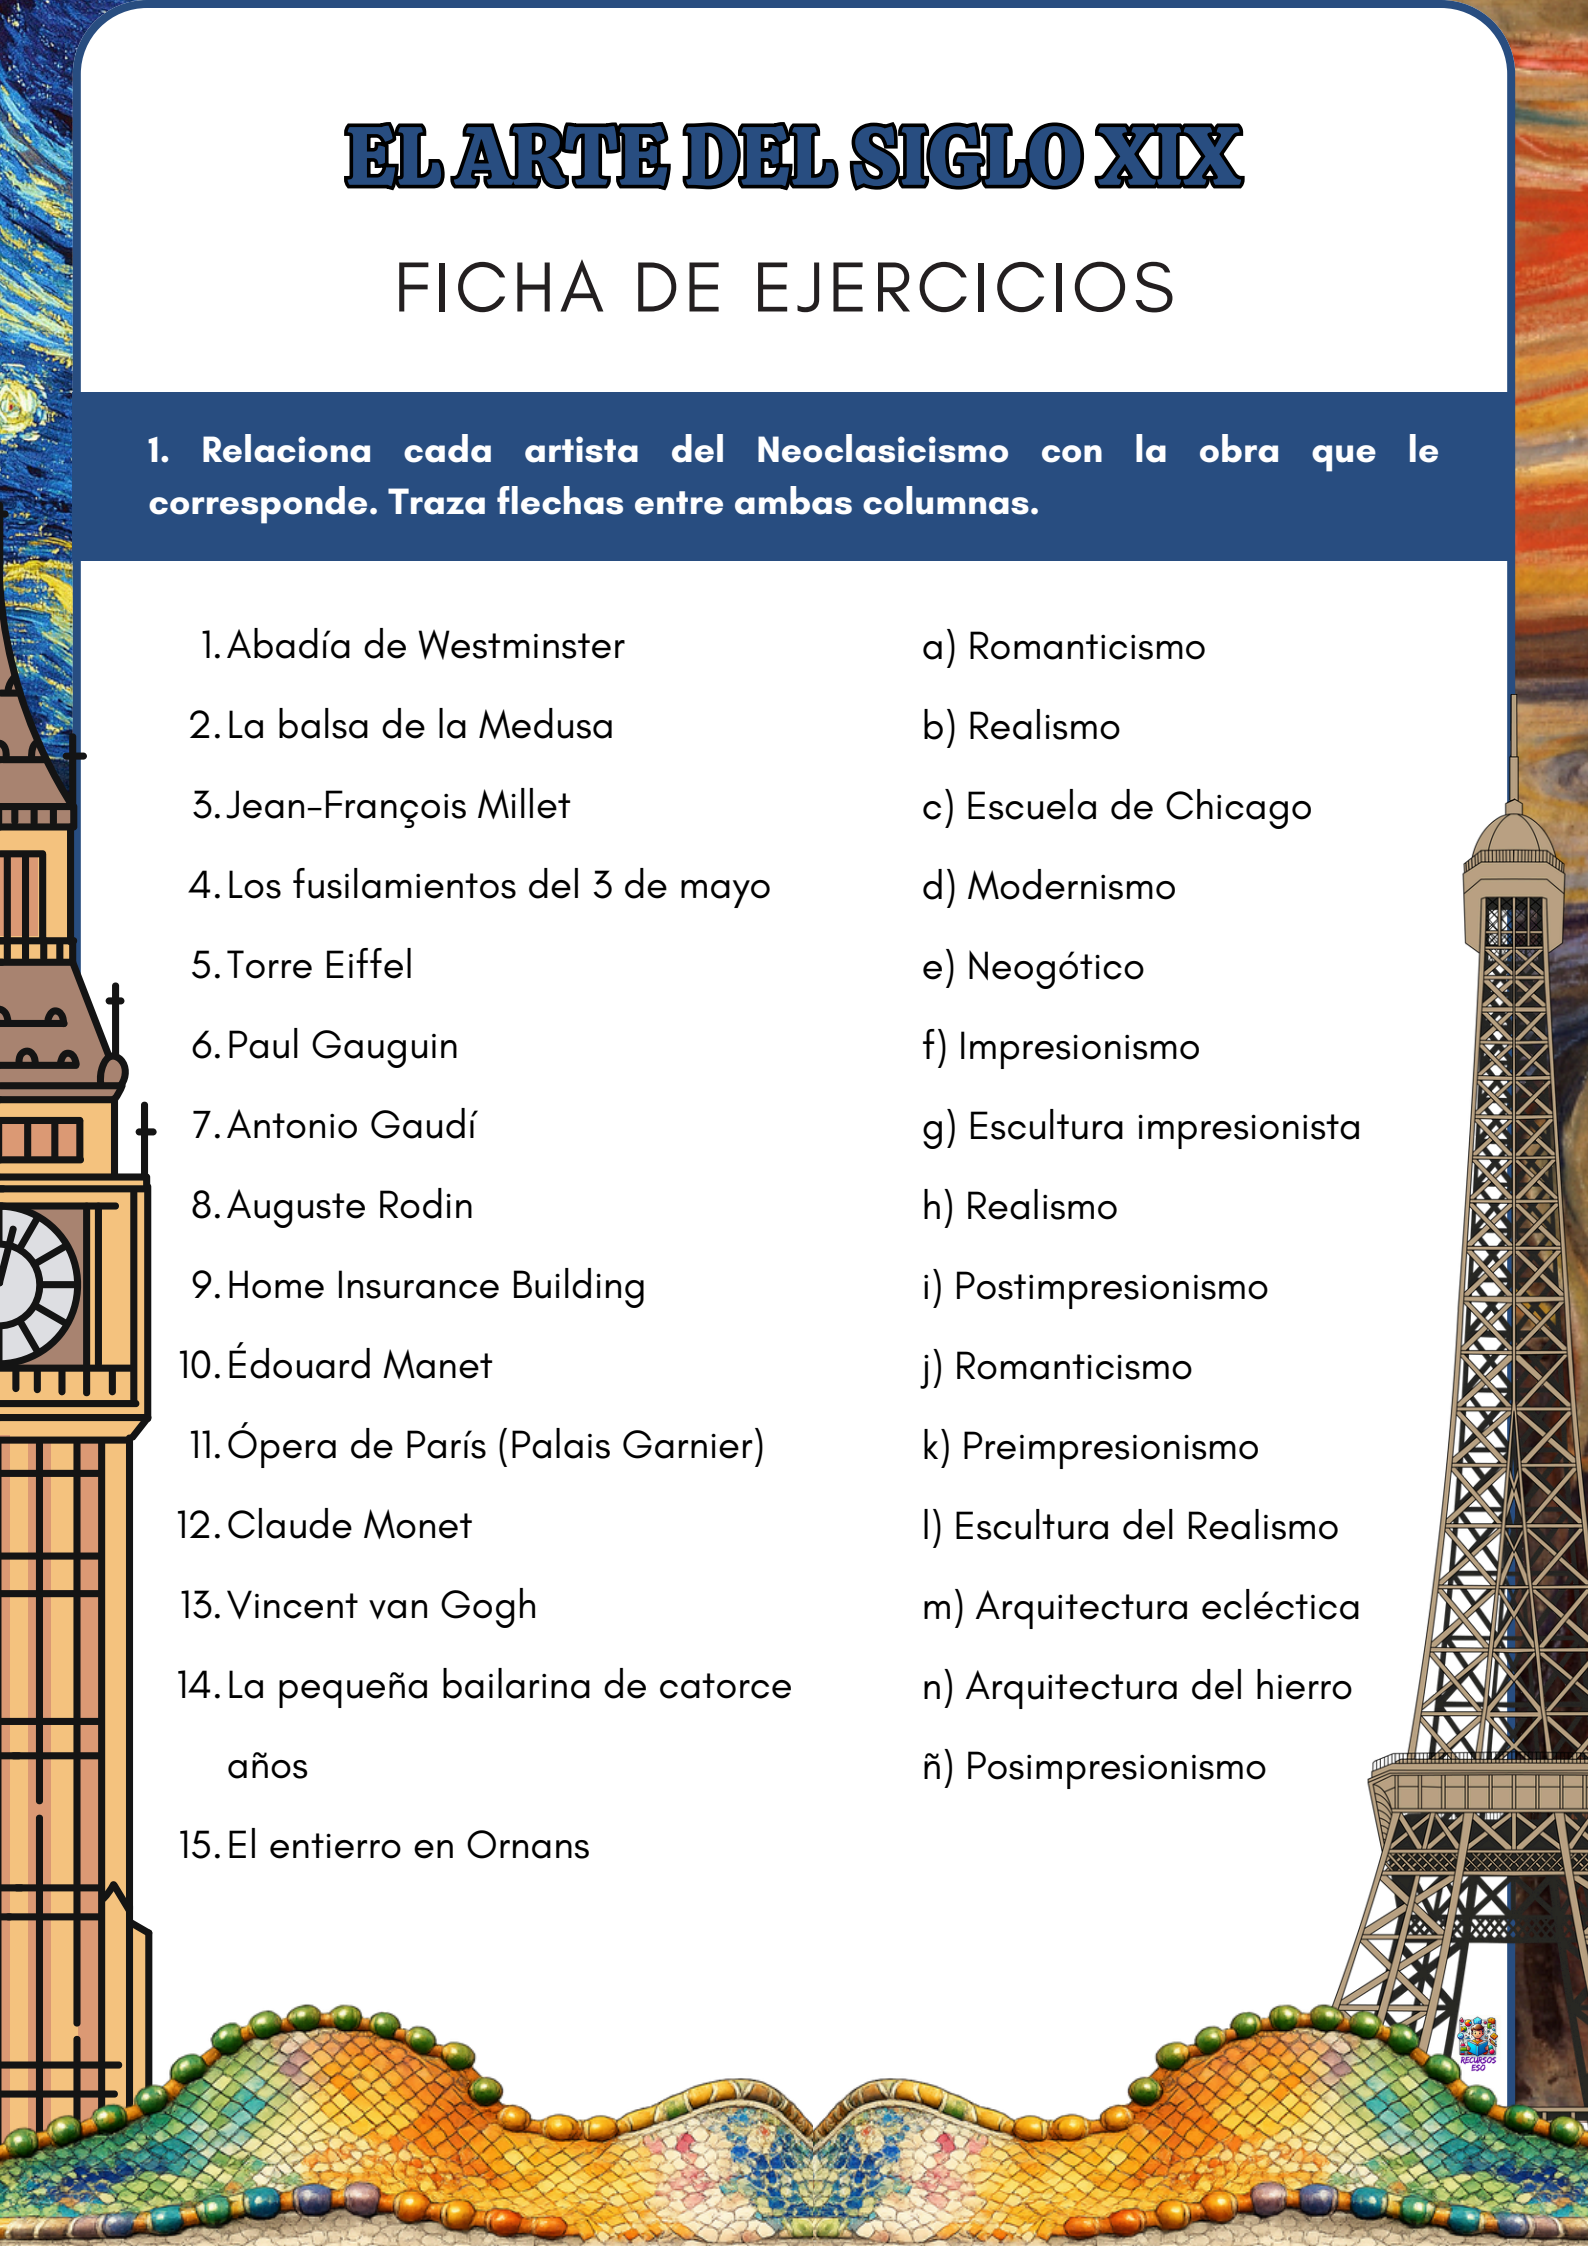 EL ARTE DEL SIGLO XIX
FICHA DE EJERCICIOS
1. Relaciona cada artista del Neoclasicismo con la obra que le
corresponde. Traza flechas entre ambas columnas.
1. Abadía de Westminster
2. La balsa de la Medusa
3. Jean-François Millet
4. Los fusilamientos del 3 de mayo
5. Torre Eiffel
6. Paul Gauguin
7. Antonio Gaudí
8. Auguste Rodin
9. Home Insurance Building
10. Édouard Manet
11. Ópera de París (Palais Garnier)
12. Claude Monet
13. Vincent van Gogh
14. La pequeña bailarina de catorce
años
15. El entierro en Ornans
a) Romanticismo
b) Realismo
c) Escuela de Chicago
d) Modernismo
e) Neogótico
f) Impresionismo
g) Escultura impresionista
h) Realismo
i) Postimpresionismo
j) Romanticismo
k) Preimpresionismo
l) Escultura del Realismo
m) Arquitectura ecléctica
n) Arquitectura del hierro
ñ) Posimpresionismo
RECURSOS
ESO